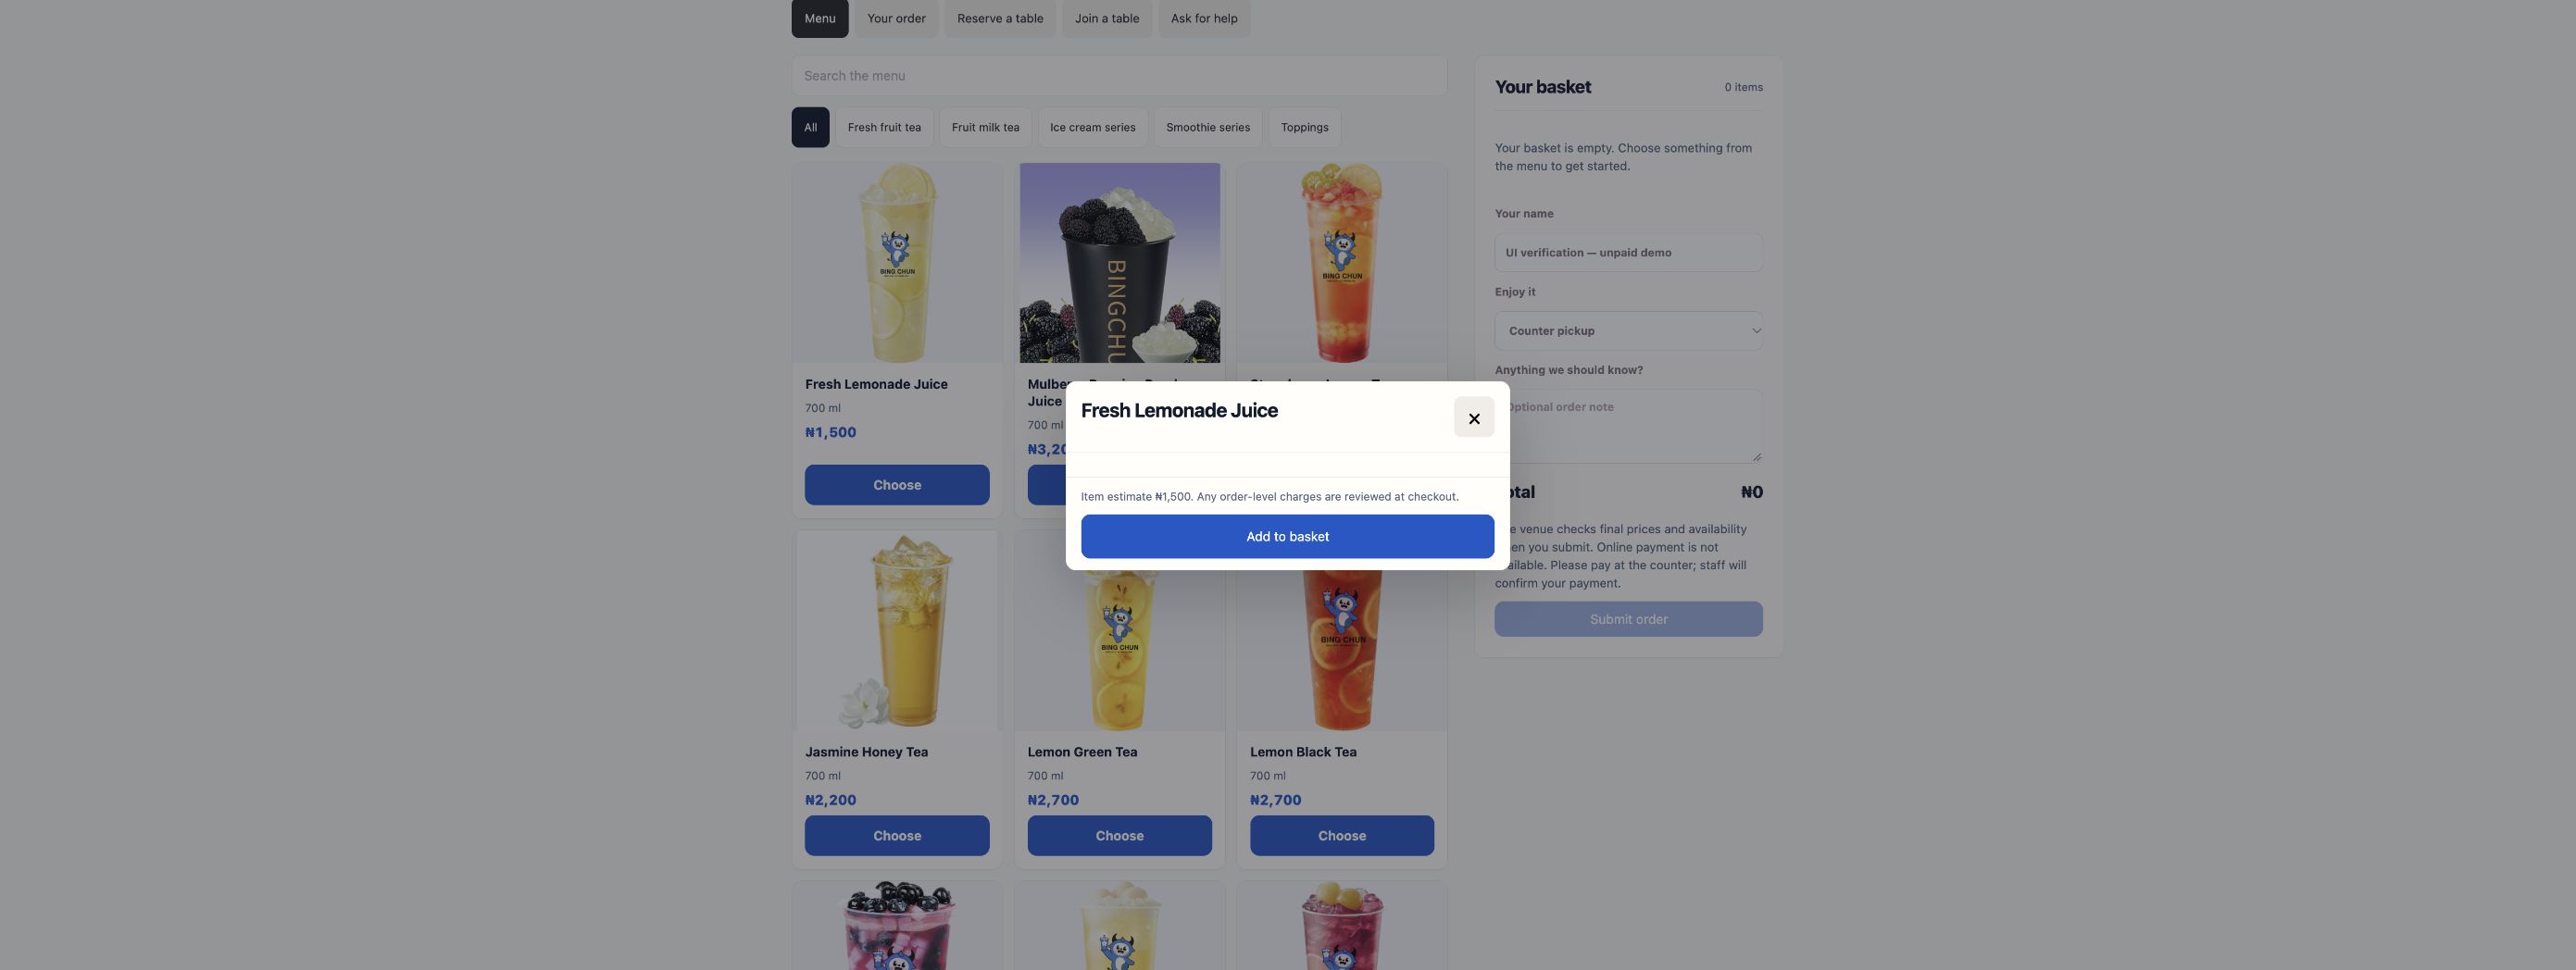 Menu
Your order
Reserve a table
Join a table
Ask for help
Search the menu
All
Fresh fruit tea
Fruit milk tea
Ice cream series
Smoothie series
Toppings
BING CHUN
BINGCHU
BING CHUN
Fresh Lemonade Juice
700 ml
₦1,500
Choose
Juice
700 ml
Fresh Lemonade Juice
Item estimate ₦1,500. Any order-level charges are reviewed at checkout.
Add to basket
BING CHUN
BING CHUN
Jasmine Honey Tea
700 ml
₦2,200
Choose
Lemon Green Tea
700 ml
₦2,700
Choose
Lemon Black Tea
700 ml
₦2,700
Choose
Your basket
0 items
Your basket is empty. Choose something from
the menu to get started.
Your name
UI verification — unpaid demo
Enjoy it
Counter pickup
Anything we should know?
order note
₦0
venue checks final prices and availability
you submit. Online payment is not
Please pay at the counter; staff will
confirm your payment.
Submit order